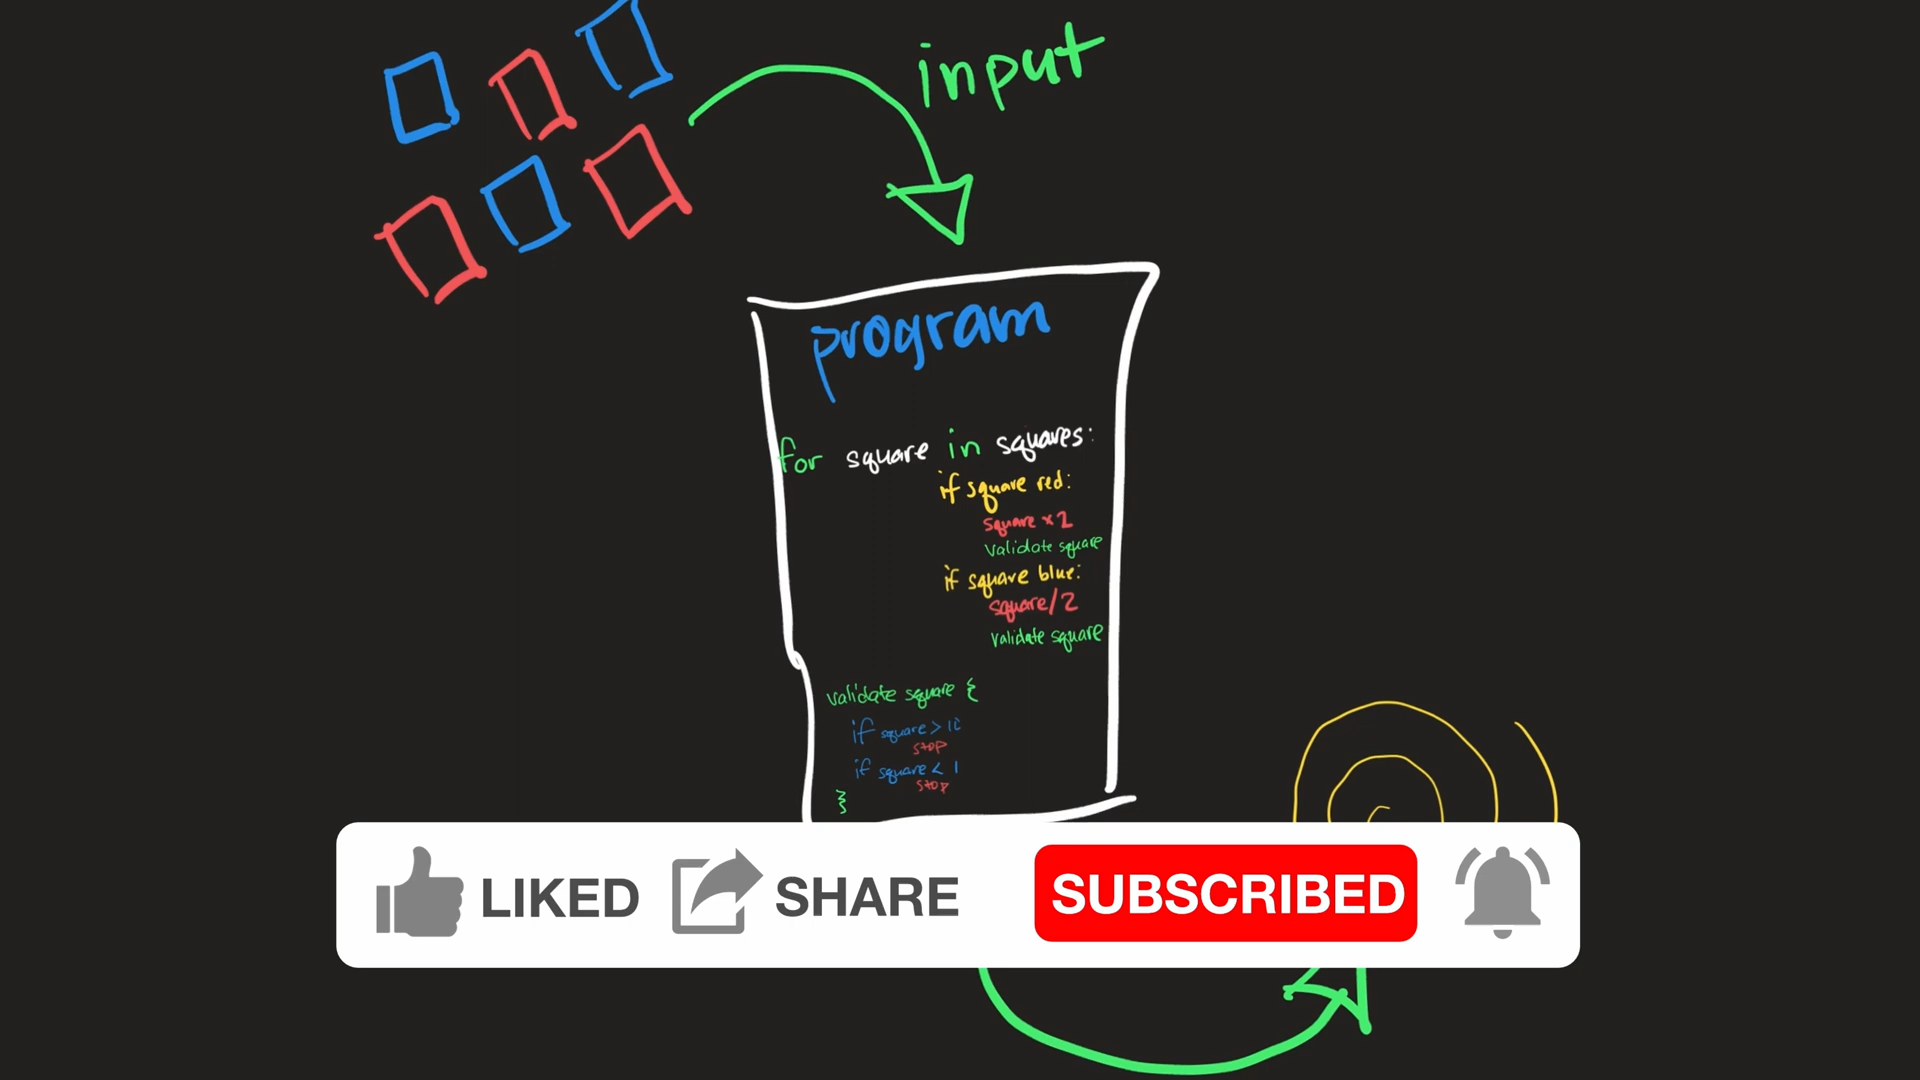 input
program
for square in squares:
if square red:
square × 2
validate square
if square blue:
square/2
validate square
validate square {
if square > 10
stop
if square < 1
stop
}
LIKED
SHARE
SUBSCRIBED